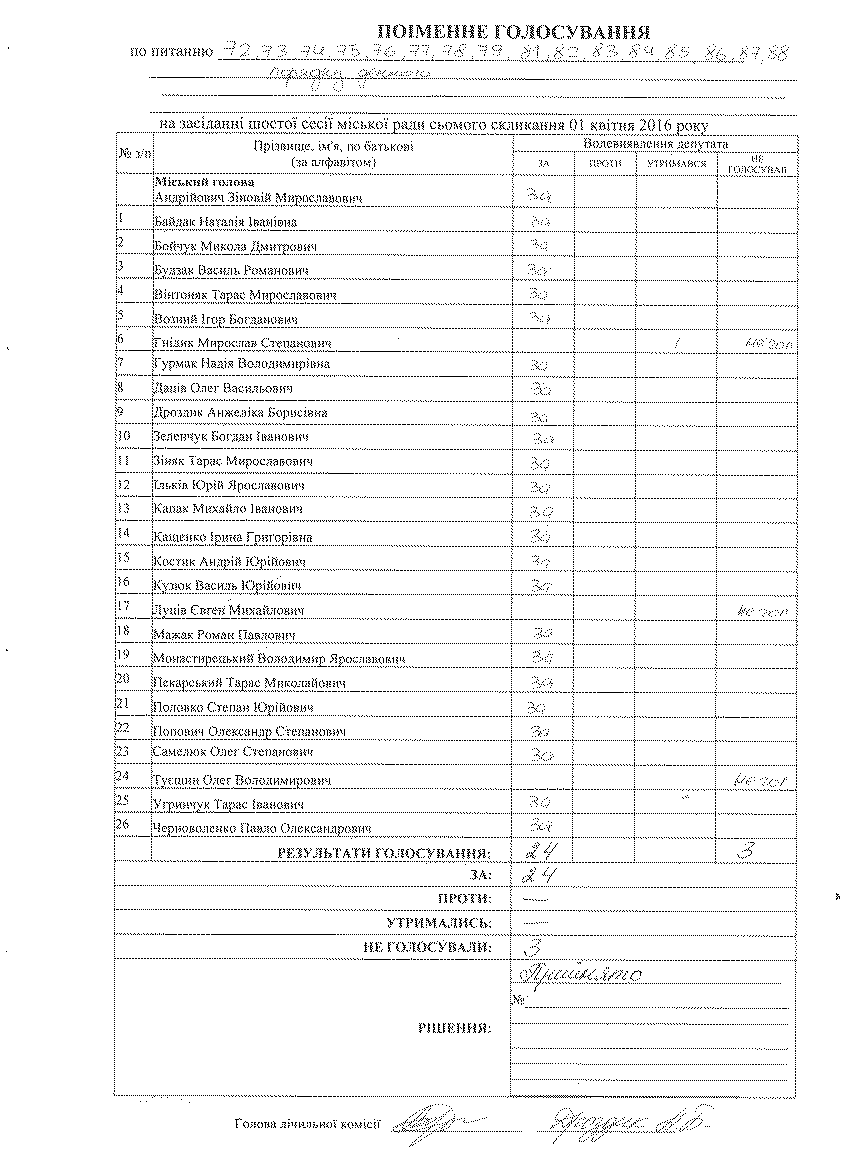 ПОІМЕННЕ ГОЛОСУВАННЯ
по питанню 72, 73, 74, 75, 76, 77, 78, 79, 81, 82, 83, 84, 85, 86, 87, 88
порядку денного
на засіданні шостої сесії міської ради сьомого скликання 01 квітня 2016 року
№ з/п Прізвище, ім'я, по батькові (за алфавітом) Волевиявлення депутата
ЗА ПРОТИ УТРИМАВСЯ НЕ ГОЛОСУВАВ
Міський голова
Андрійович Зіновій Мирославович за
1 Байдак Наталія Іванівна за
2 Бойчук Микола Дмитрович за
3 Будзак Василь Романович за
4 Вінтоняк Тарас Мирославович за
5 Возний Ігор Богданович за
6 Гнідик Мирослав Степанович / не гол
7 Гурмак Надія Володимирівна за
8 Даців Олег Васильович за
9 Дроздик Анжеліка Борисівна за
10 Зеленчук Богдан Іванович за
11 Зіняк Тарас Мирославович за
12 Ільків Юрій Ярославович за
13 Капак Михайло Іванович за
14 Кащенко Ірина Григорівна за
15 Костик Андрій Юрійович за
16 Кузюк Василь Юрійович за
17 Луців Євген Михайлович не гол
18 Мажак Роман Павлович за
19 Монастирецький Володимир Ярославович за
20 Пекарський Тарас Миколайович за
21 Половко Степан Юрійович за
22 Попович Олександр Степанович за
23 Самелюк Олег Степанович за
24 Туєшин Олег Володимирович не гол
25 Угринчук Тарас Іванович за
26 Черноволенко Павло Олександрович за
РЕЗУЛЬТАТИ ГОЛОСУВАННЯ: 24 3
ЗА: 24
ПРОТИ: —
УТРИМАЛИСЬ: —
НЕ ГОЛОСУВАЛИ: 3
Прийнято
№
РІШЕННЯ:
Голова лічильної комісії Дроздик А.Б.